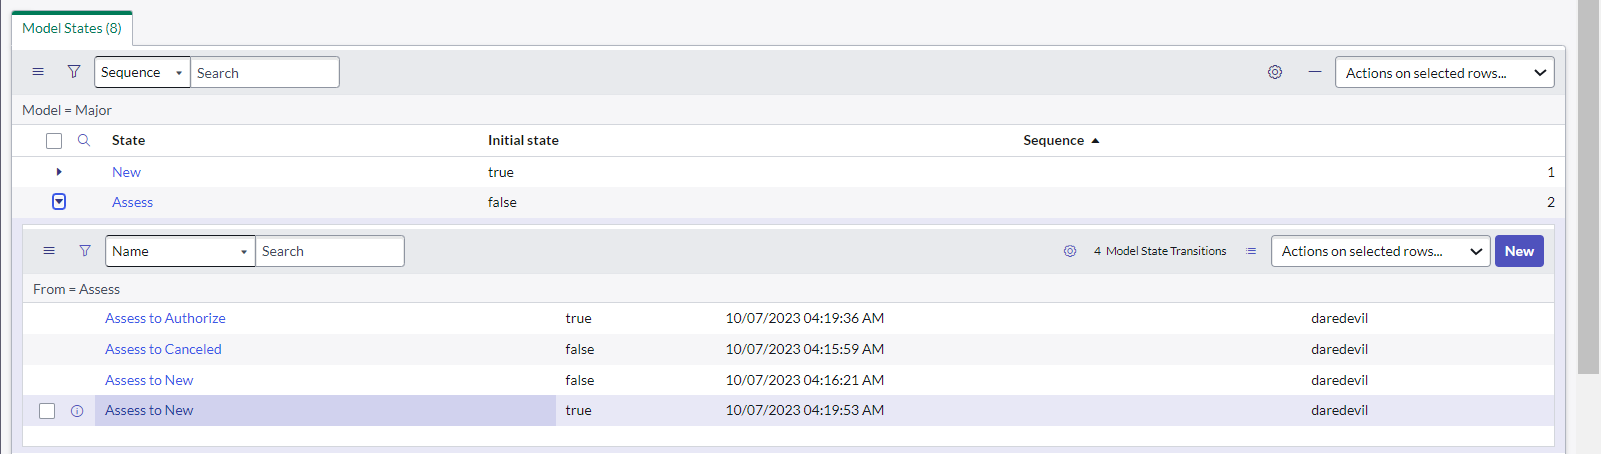 Model States (8)
Sequence Search Actions on selected rows...
Model = Major
State Initial state Sequence
New true 1
Assess false 2
Name Search 4 Model State Transitions Actions on selected rows... New
From = Assess
Assess to Authorize true 10/07/2023 04:19:36 AM daredevil
Assess to Canceled false 10/07/2023 04:15:59 AM daredevil
Assess to New false 10/07/2023 04:16:21 AM daredevil
Assess to New true 10/07/2023 04:19:53 AM daredevil